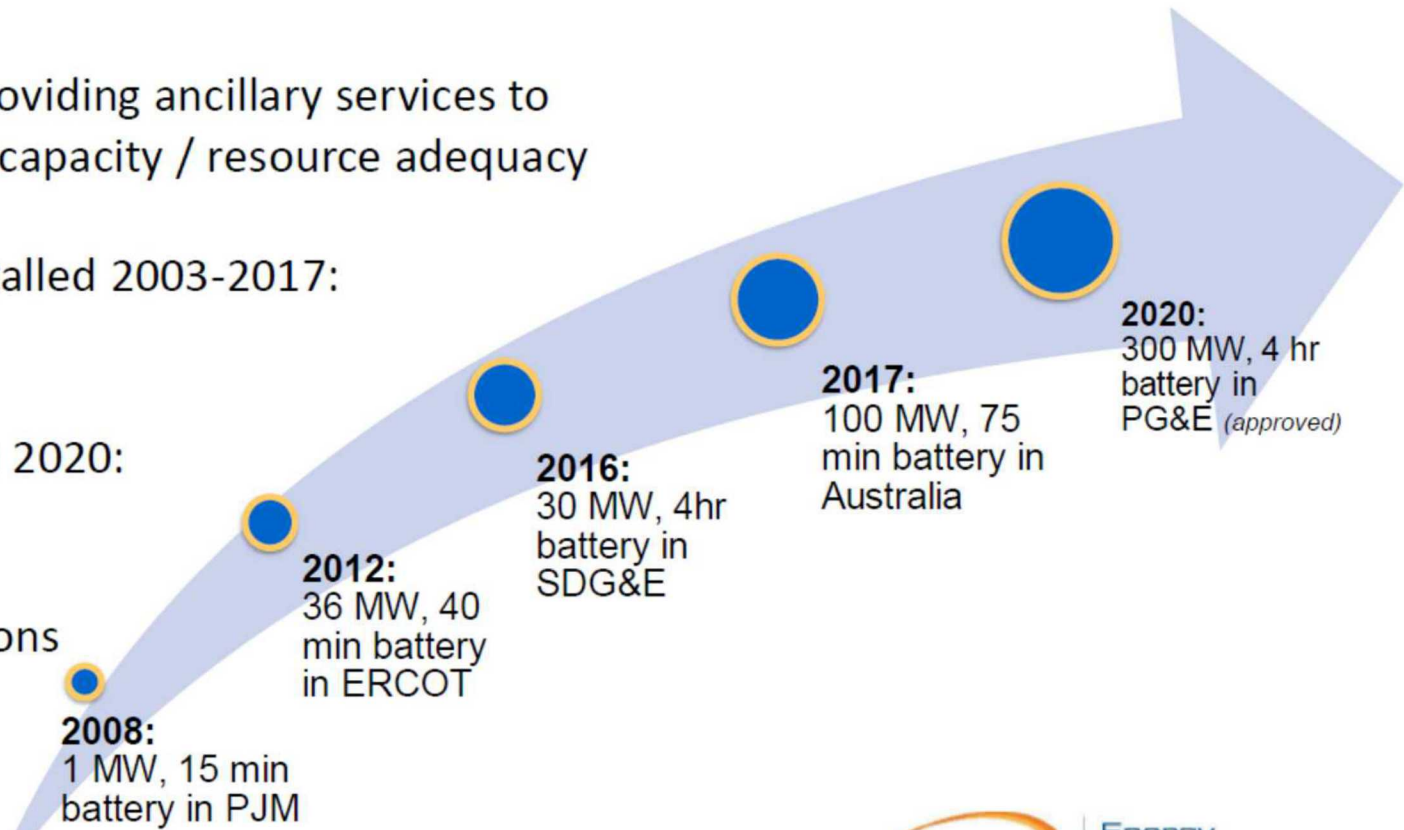 oviding ancillary services to
capacity / resource adequacy
alled 2003-2017:
2020:
ons
2008:
1 MW, 15 min
battery in PJM
2012:
36 MW, 40
min battery
in ERCOT
2016:
30 MW, 4hr
battery in
SDG&E
2017:
100 MW, 75
min battery in
Australia
2020:
300 MW, 4 hr
battery in
PG&E (approved)